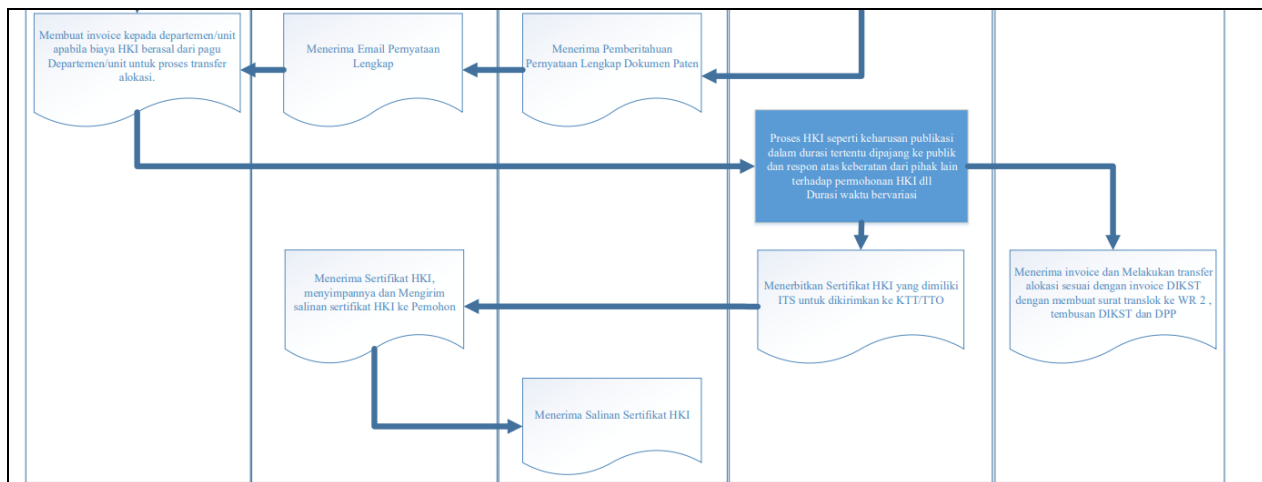 Membuat invoice kepada departemen/unit
apabila biaya HKI berasal dari pagu
Departemen/unit untuk proses transfer
alokasi.
Menerima Email Pernyataan
Lengkap
Menerima Pemberitahuan
Pernyataan Lengkap Dokumen Paten
Proses HKI seperti keharusan publikasi
dalam durasi tertentu dipajang ke publik
dan respon atas keberatan dari pihak lain
terhadap permohonan HKI dll
Durasi waktu bervariasi
Menerima Sertifikat HKI,
menyimpannya dan Mengirim
salinan sertifikat HKI ke Pemohon
Menerbitkan Sertifikat HKI yang dimiliki
ITS untuk dikirimkan ke KTT/TTO
Menerima invoice dan Melakukan transfer
alokasi sesuai dengan invoice DIKST
dengan membuat surat translok ke WR 2 ,
tembusan DIKST dan DPP
Menerima Salinan Sertifikat HKI